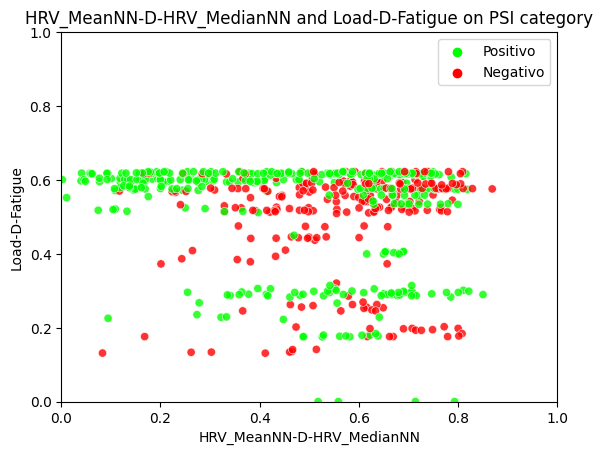 HRV_MeanNN-D-HRV_MedianNN and Load-D-Fatigue on PSI category
1.0
0.8
0.6
0.4
0.2
0.0
Load-D-Fatigue
Positivo
Negativo
0.0 0.2 0.4 0.6 0.8 1.0
HRV_MeanNN-D-HRV_MedianNN